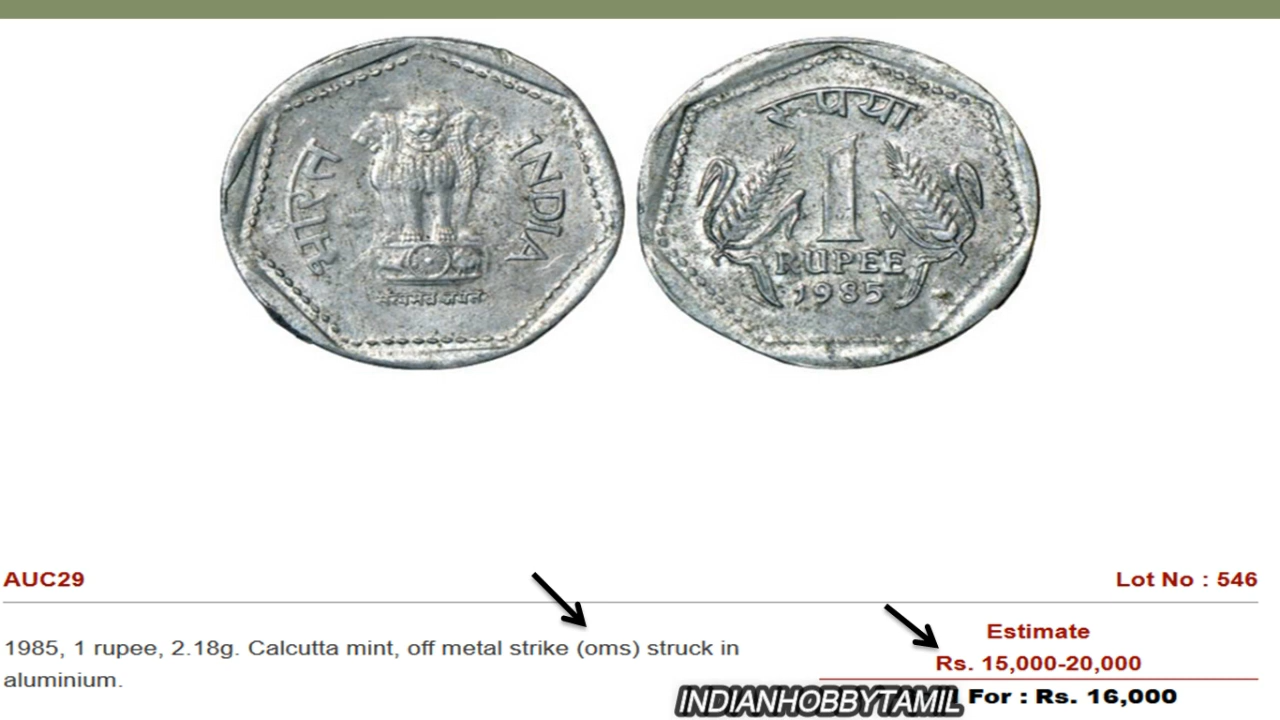 भारत
INDIA
सत्यमेव जयते
रूपया
1
RUPEE
1985
AUC29
Lot No : 546
1985, 1 rupee, 2.18g. Calcutta mint, off metal strike (oms) struck in
aluminium.
Estimate
Rs. 15,000-20,000
For : Rs. 16,000
INDIANHOBBYTAMIL